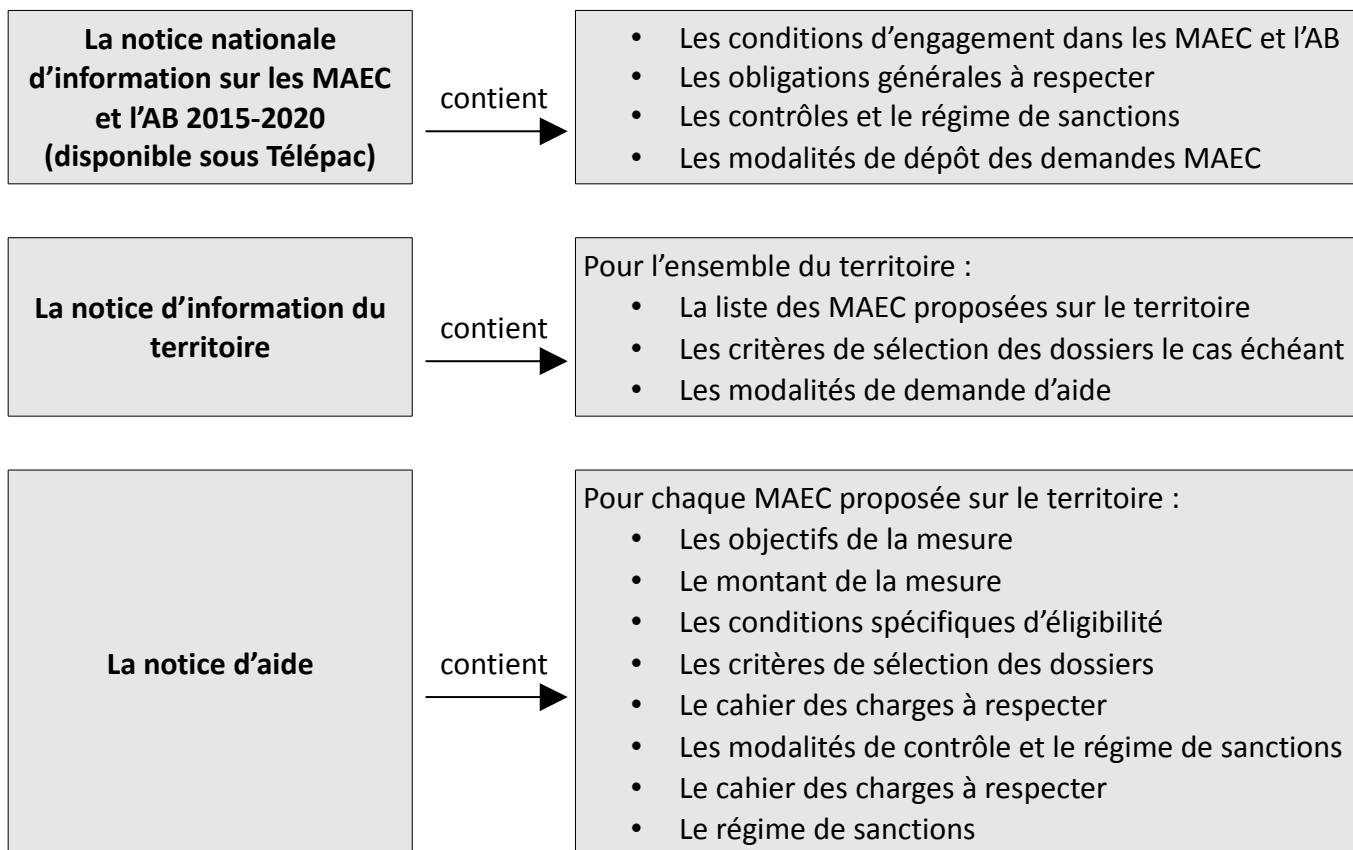 La notice nationale
d’information sur les MAEC
et l’AB 2015-2020
(disponible sous Télépac)
contient
• Les conditions d’engagement dans les MAEC et l’AB
• Les obligations générales à respecter
• Les contrôles et le régime de sanctions
• Les modalités de dépôt des demandes MAEC
La notice d’information du
territoire
contient
Pour l’ensemble du territoire :
• La liste des MAEC proposées sur le territoire
• Les critères de sélection des dossiers le cas échéant
• Les modalités de demande d’aide
La notice d’aide
contient
Pour chaque MAEC proposée sur le territoire :
• Les objectifs de la mesure
• Le montant de la mesure
• Les conditions spécifiques d’éligibilité
• Les critères de sélection des dossiers
• Le cahier des charges à respecter
• Les modalités de contrôle et le régime de sanctions
• Le cahier des charges à respecter
• Le régime de sanctions